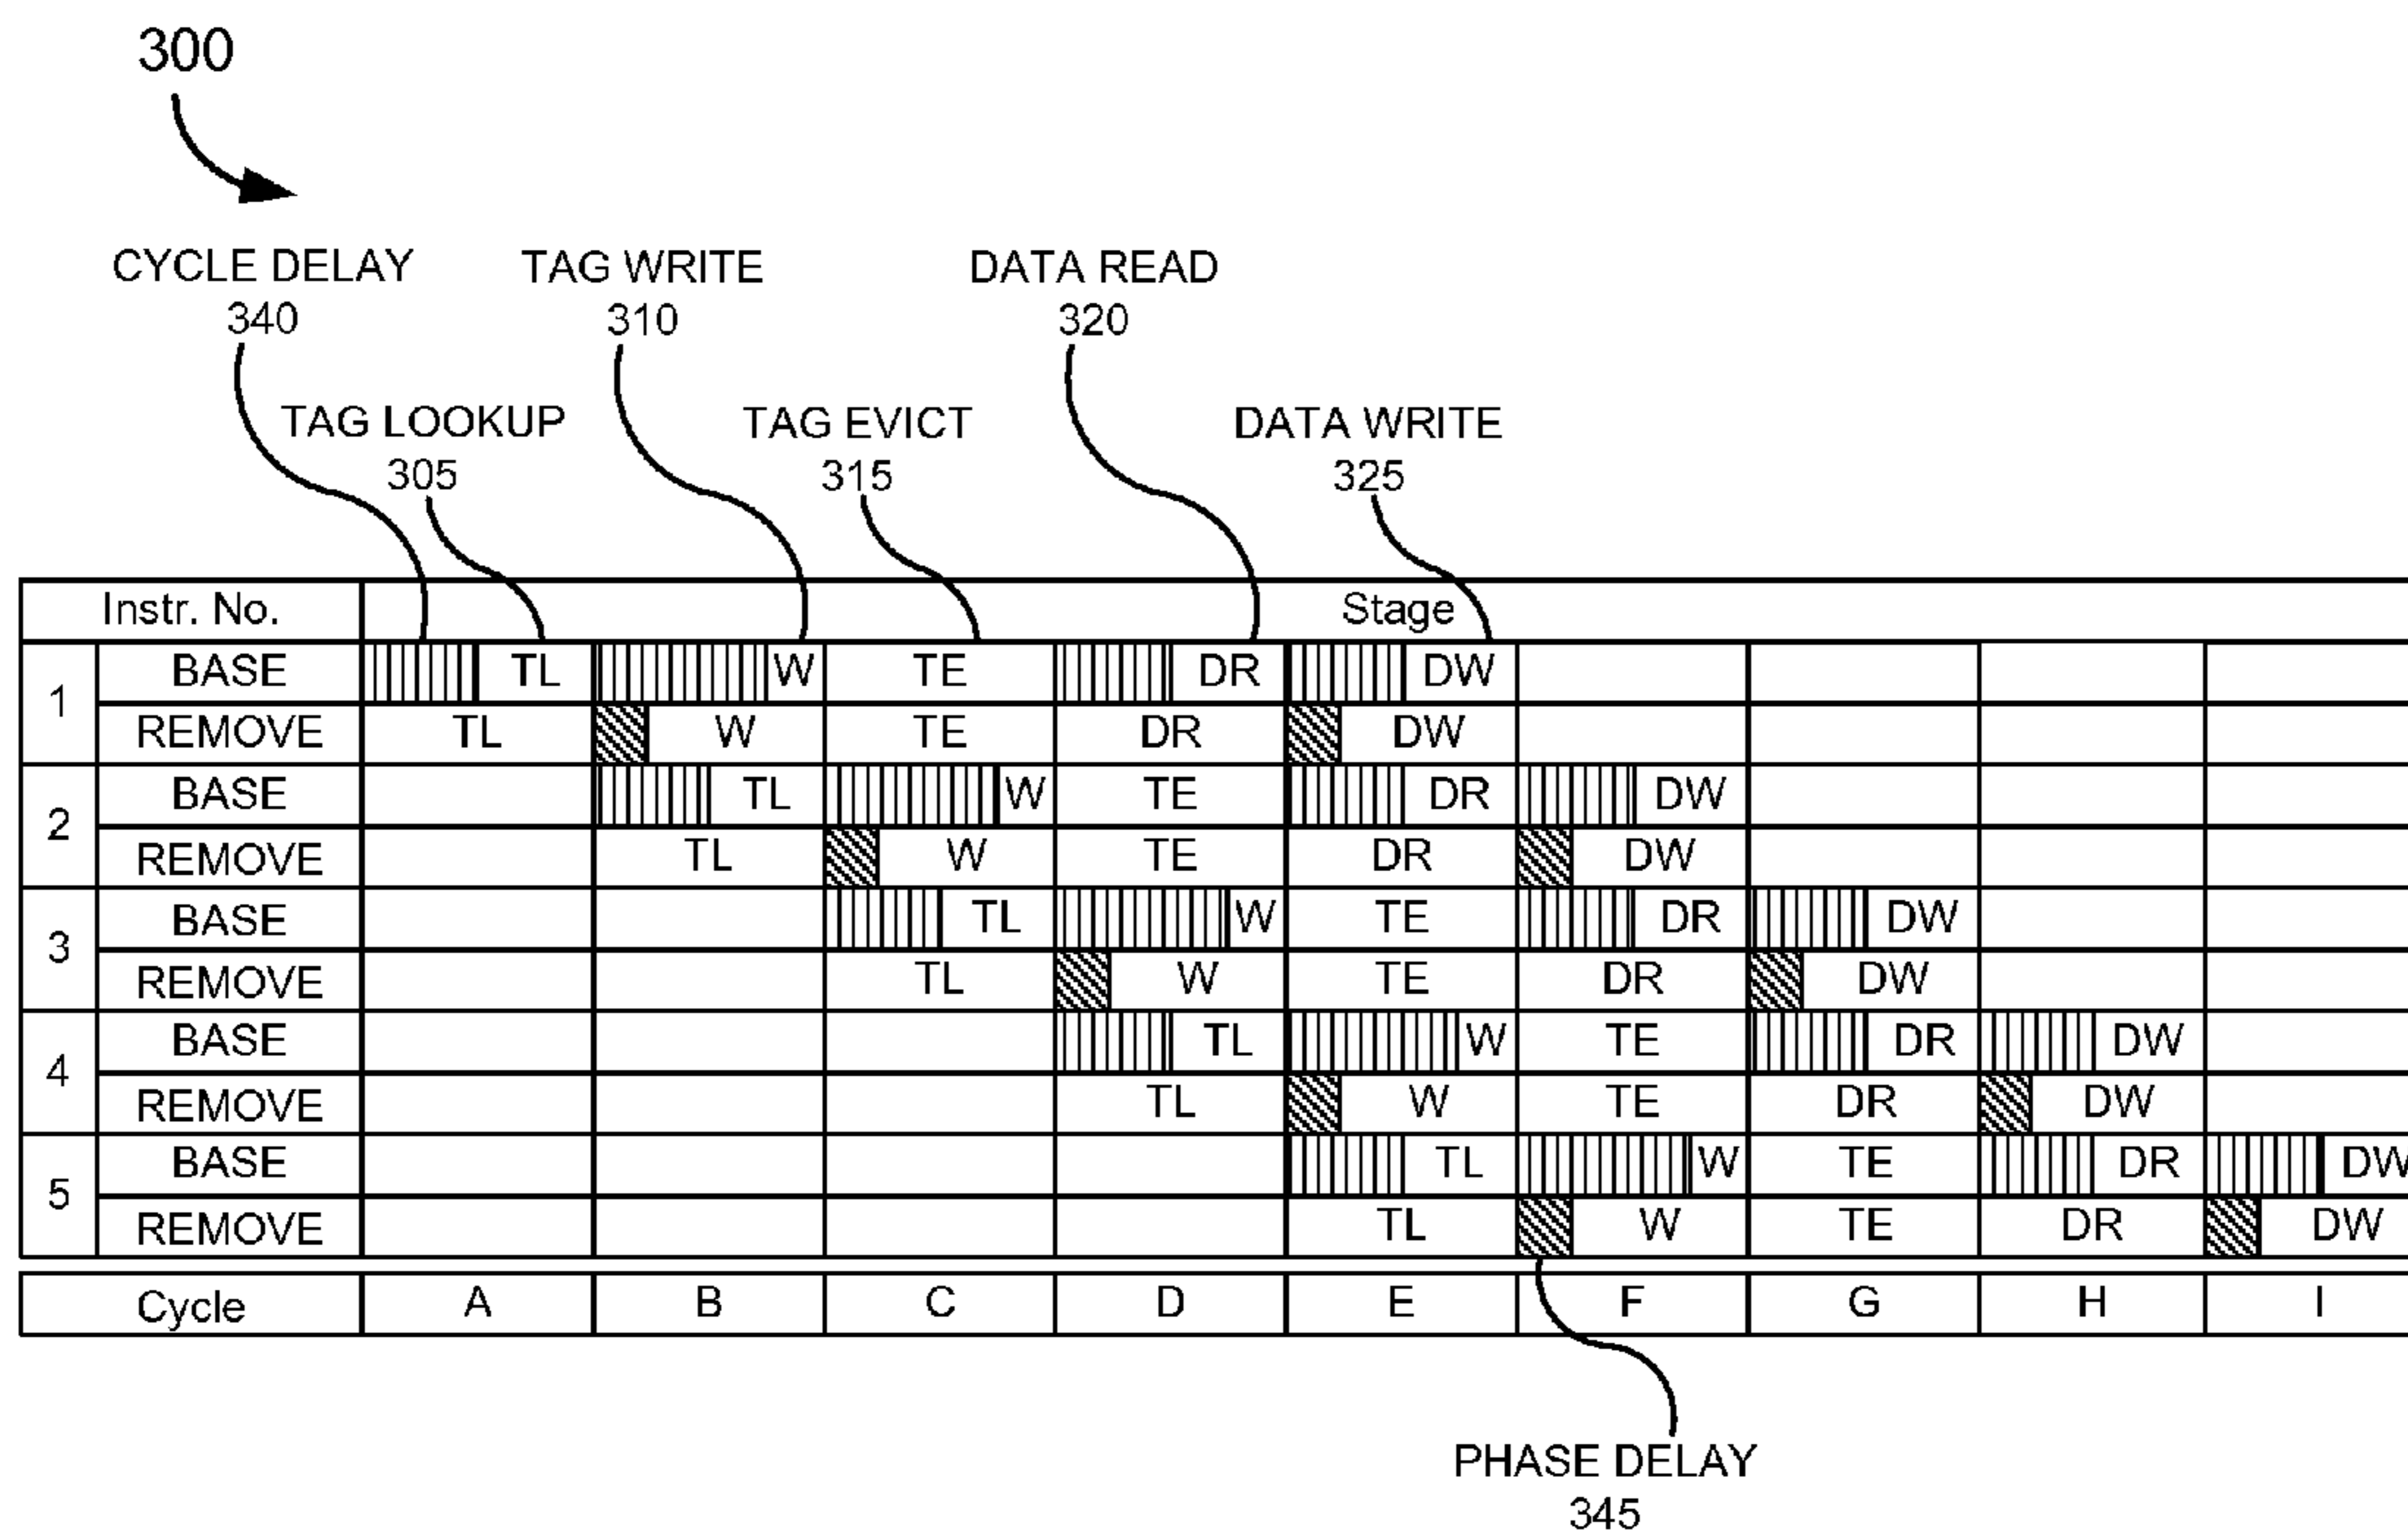 300
CYCLE DELAY TAG WRITE DATA READ
340 310 320
TAG LOOKUP TAG EVICT DATA WRITE
305 315 325
Instr. No. Stage
1 BASE TL W TE DR DW
REMOVE TL W TE DR DW
2 BASE TL W TE DR DW
REMOVE TL W TE DR DW
3 BASE TL W TE DR DW
REMOVE TL W TE DR DW
4 BASE TL W TE DR DW
REMOVE TL W TE DR DW
5 BASE TL W TE DR DW
REMOVE TL W TE DR DW
Cycle A B C D E F G H I
PHASE DELAY
345